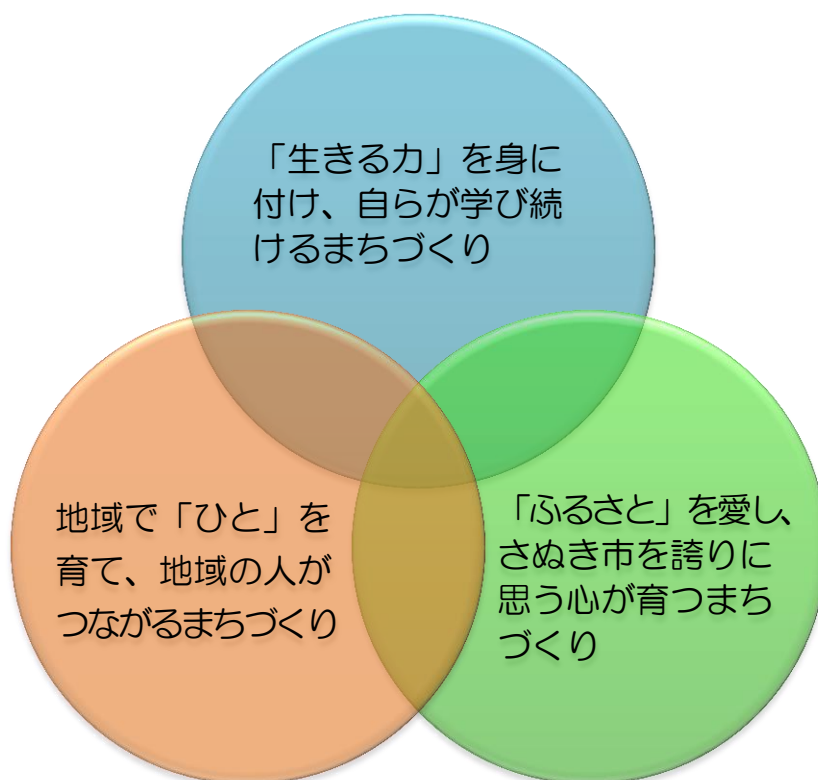 「生きる力」を身に
付け、自らが学び続
けるまちづくり
地域で「ひと」を
育て、地域の人が
つながるまちづくり
「ふるさと」を愛し、
さぬき市を誇りに
思う心が育つまち
づくり